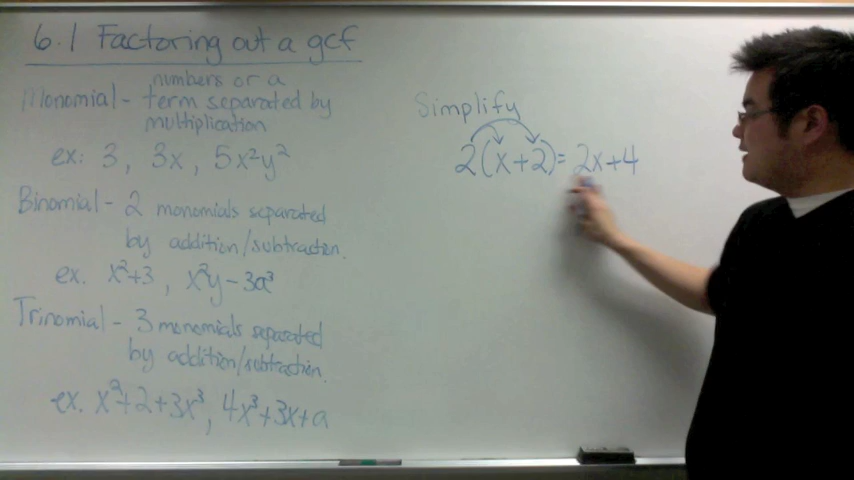 6.1 Factoring out a gcf
Monomial - numbers or a
term separated by
multiplication
ex: 3, 3x, 5x²y²
Binomial - 2 monomials separated
by addition/subtraction.
ex. x²+3, x²y-3a³
Trinomial - 3 monomials separated
by addition/subtraction.
ex. x²+2+3x³, 4x³+3x+a
Simplify
2(x+2)=2x+4